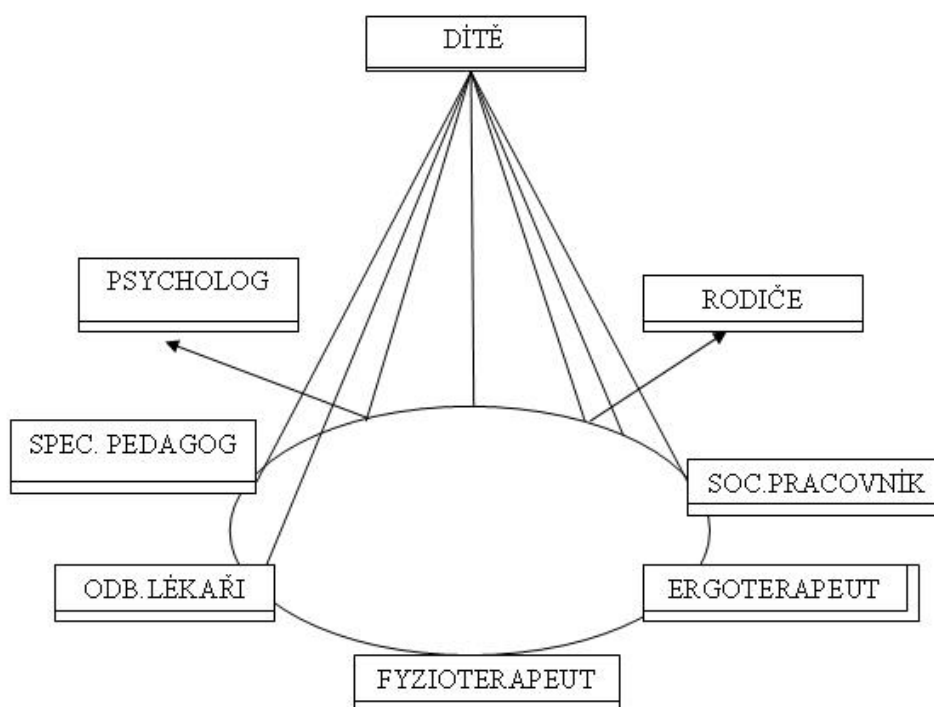 DÍTĚ
PSYCHOLOG
RODIČE
SPEC. PEDAGOG
SOC.PRACOVNÍK
ODB.LÉKAŘI
ERGOTERAPEUT
FYZIOTERAPEUT